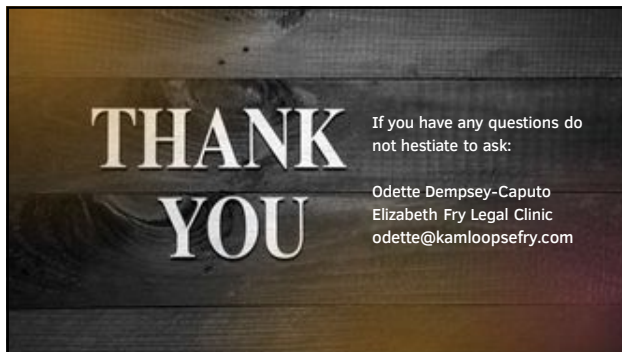 THANK
YOU
If you have any questions do
not hestiate to ask:
Odette Dempsey-Caputo
Elizabeth Fry Legal Clinic
odette@kamloopsefry.com